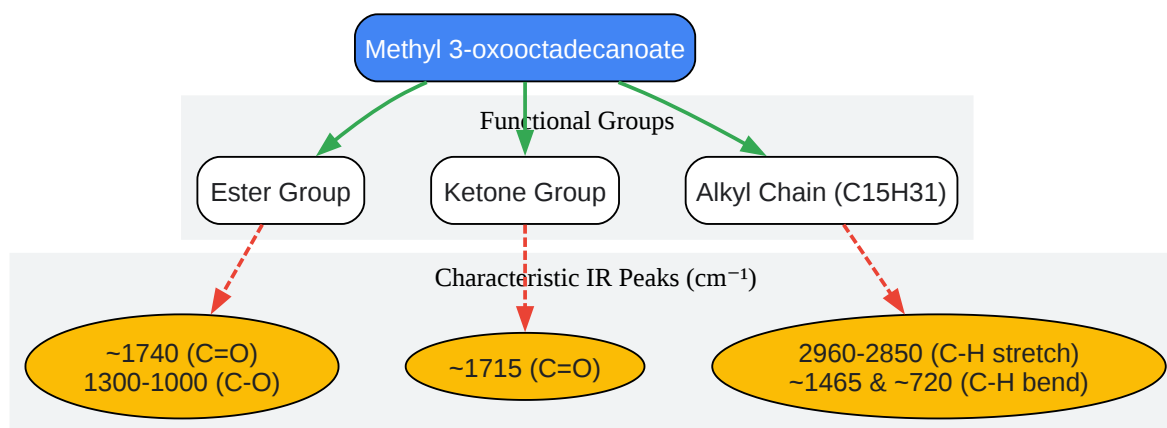 Methyl 3-oxooctadecanoate
Functional Groups
Ester Group
Ketone Group
Alkyl Chain (C15H31)
Characteristic IR Peaks (cm⁻¹)
~1740 (C=O)
1300-1000 (C-O)
~1715 (C=O)
2960-2850 (C-H stretch)
~1465 & ~720 (C-H bend)